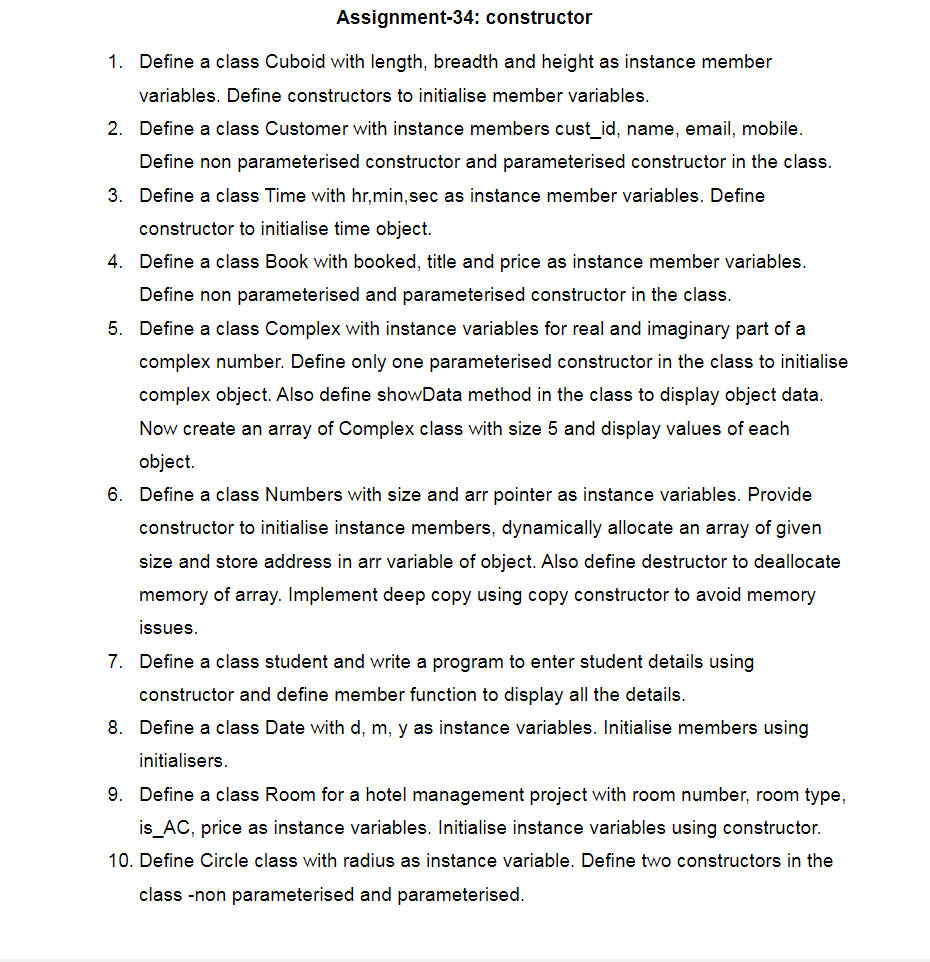 Assignment-34: constructor
1. Define a class Cuboid with length, breadth and height as instance member
variables. Define constructors to initialise member variables.
2. Define a class Customer with instance members cust_id, name, email, mobile.
Define non parameterised constructor and parameterised constructor in the class.
3. Define a class Time with hr,min,sec as instance member variables. Define
constructor to initialise time object.
4. Define a class Book with booked, title and price as instance member variables.
Define non parameterised and parameterised constructor in the class.
5. Define a class Complex with instance variables for real and imaginary part of a
complex number. Define only one parameterised constructor in the class to initialise
complex object. Also define showData method in the class to display object data.
Now create an array of Complex class with size 5 and display values of each
object.
6. Define a class Numbers with size and arr pointer as instance variables. Provide
constructor to initialise instance members, dynamically allocate an array of given
size and store address in arr variable of object. Also define destructor to deallocate
memory of array. Implement deep copy using copy constructor to avoid memory
issues.
7. Define a class student and write a program to enter student details using
constructor and define member function to display all the details.
8. Define a class Date with d, m, y as instance variables. Initialise members using
initialisers.
9. Define a class Room for a hotel management project with room number, room type,
is_AC, price as instance variables. Initialise instance variables using constructor.
10. Define Circle class with radius as instance variable. Define two constructors in the
class -non parameterised and parameterised.